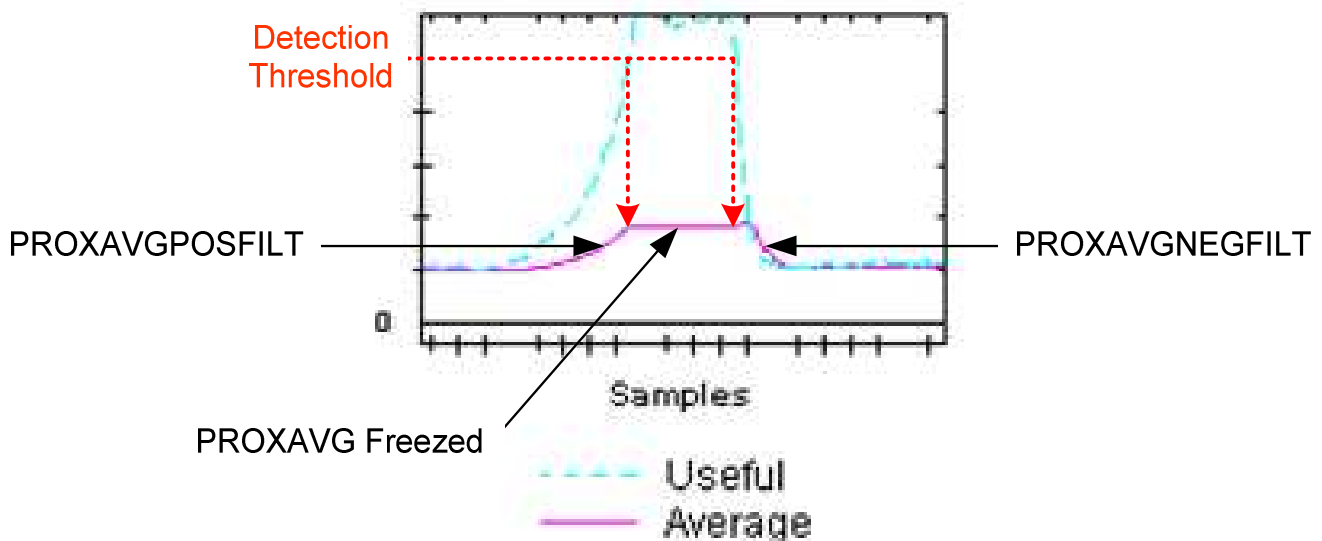 Detection
Threshold
PROXAVGPOSFILT
PROXAVGNEGFILT
0
Samples
PROXAVG Freezed
Useful
Average